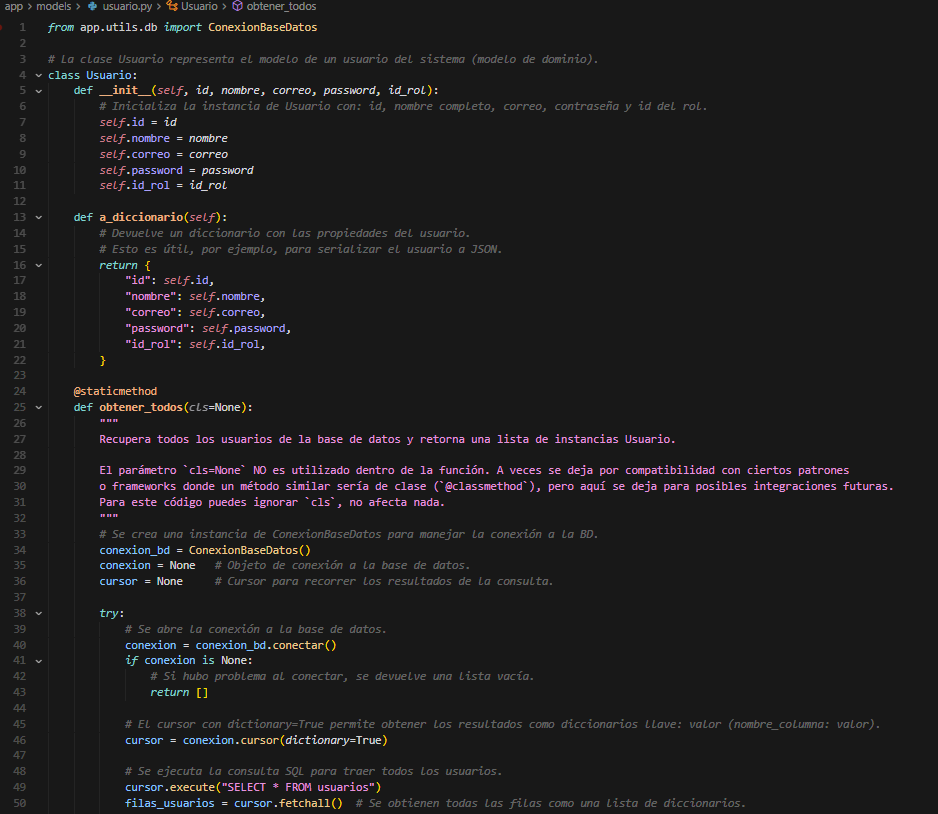 app > models > usuario.py > Usuario > obtener_todos
1 from app.utils.db import ConexionBaseDatos
2
3 # La clase Usuario representa el modelo de un usuario del sistema (modelo de dominio).
4 class Usuario:
5     def __init__(self, id, nombre, correo, password, id_rol):
6         # Inicializa la instancia de Usuario con: id, nombre completo, correo, contraseña y id del rol.
7         self.id = id
8         self.nombre = nombre
9         self.correo = correo
10         self.password = password
11         self.id_rol = id_rol
12
13     def a_diccionario(self):
14         # Devuelve un diccionario con las propiedades del usuario.
15         # Esto es útil, por ejemplo, para serializar el usuario a JSON.
16         return {
17             "id": self.id,
18             "nombre": self.nombre,
19             "correo": self.correo,
20             "password": self.password,
21             "id_rol": self.id_rol,
22         }
23
24     @staticmethod
25     def obtener_todos(cls=None):
26         """
27         Recupera todos los usuarios de la base de datos y retorna una lista de instancias Usuario.
28
29         El parámetro `cls=None` NO es utilizado dentro de la función. A veces se deja por compatibilidad con ciertos patrones
30         o frameworks donde un método similar sería de clase (`@classmethod`), pero aquí se deja para posibles integraciones futuras.
31         Para este código puedes ignorar `cls`, no afecta nada.
32         """
33         # Se crea una instancia de ConexionBaseDatos para manejar la conexión a la BD.
34         conexion_bd = ConexionBaseDatos()
35         conexion = None   # Objeto de conexión a la base de datos.
36         cursor = None     # Cursor para recorrer los resultados de la consulta.
37
38         try:
39             # Se abre la conexión a la base de datos.
40             conexion = conexion_bd.conectar()
41             if conexion is None:
42                 # Si hubo problema al conectar, se devuelve una lista vacía.
43                 return []
44
45             # El cursor con dictionary=True permite obtener los resultados como diccionarios llave: valor (nombre_columna: valor).
46             cursor = conexion.cursor(dictionary=True)
47
48             # Se ejecuta la consulta SQL para traer todos los usuarios.
49             cursor.execute("SELECT * FROM usuarios")
50             filas_usuarios = cursor.fetchall()  # Se obtienen todas las filas como una lista de diccionarios.